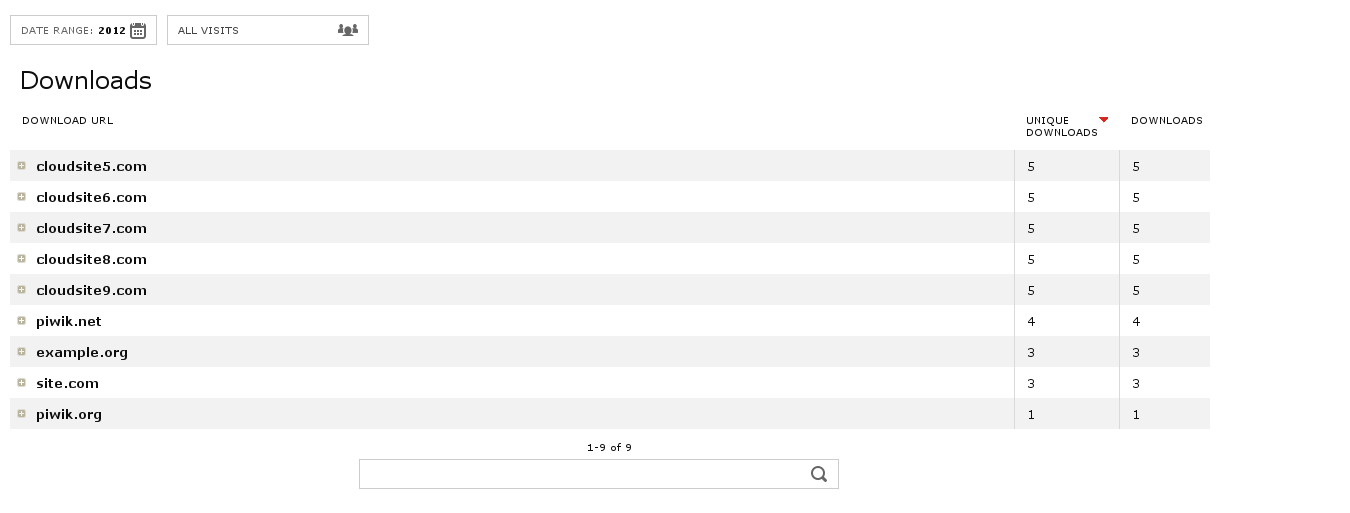 DATE RANGE: 2012 ALL VISITS
Downloads
DOWNLOAD URL UNIQUE DOWNLOADS DOWNLOADS
cloudsite5.com 5 5
cloudsite6.com 5 5
cloudsite7.com 5 5
cloudsite8.com 5 5
cloudsite9.com 5 5
piwik.net 4 4
example.org 3 3
site.com 3 3
piwik.org 1 1
1-9 of 9